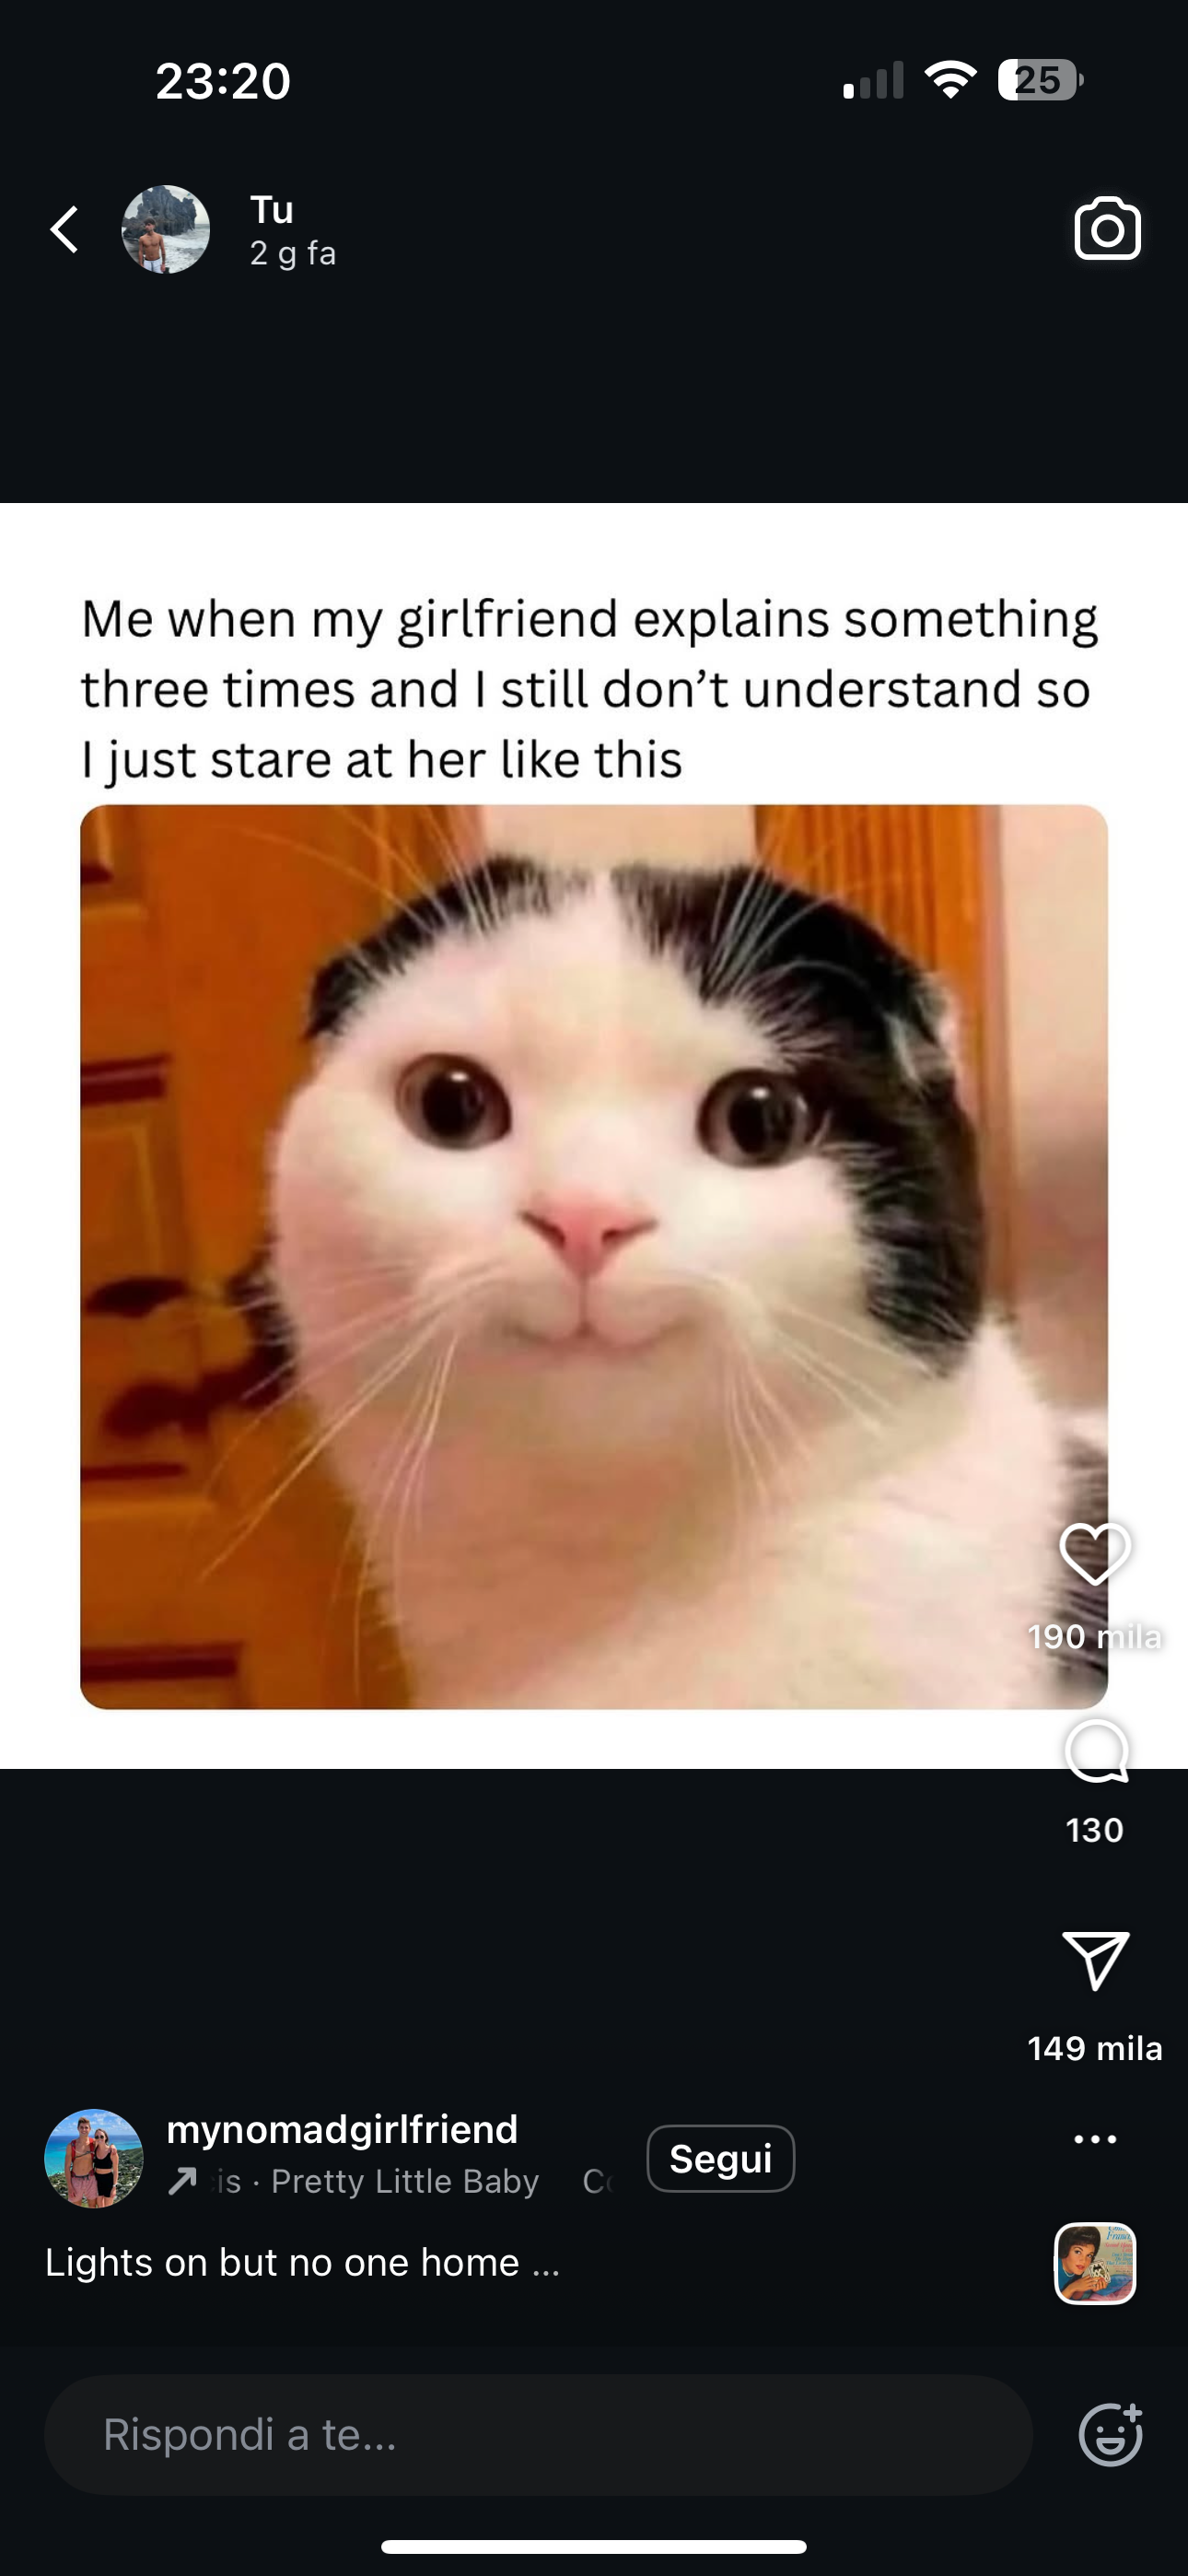 23:20
25
Tu
2 g fa
Me when my girlfriend explains something
three times and I still don’t understand so
I just stare at her like this
190 mila
130
149 mila
mynomadgirlfriend
Segui
is · Pretty Little Baby
Lights on but no one home ...
Rispondi a te...